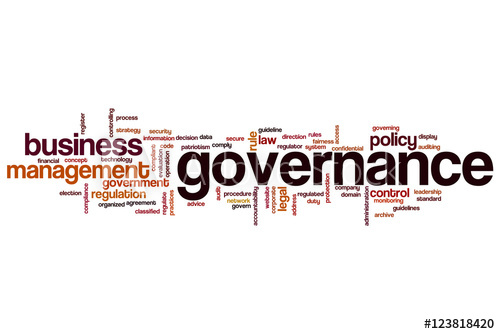 register
controlling
process
strategy
security
guideline
governing
business
information
decision
data
secure
rule
law
direction
rules
fairness
access
policy
display
financial
concept
technology
evaluation
code
operation
patriotism
comply
regulator
system
confidential
auditing
management
governance
government
election
compliance
regulation
regulate
practices
audit
procedure
accountability
website
corporate
legal
regulated
protection
company
domain
control
leadership
organized
agreement
advice
network
govern
address
duty
administration
monitoring
standard
classified
guidelines
archive
#123818420